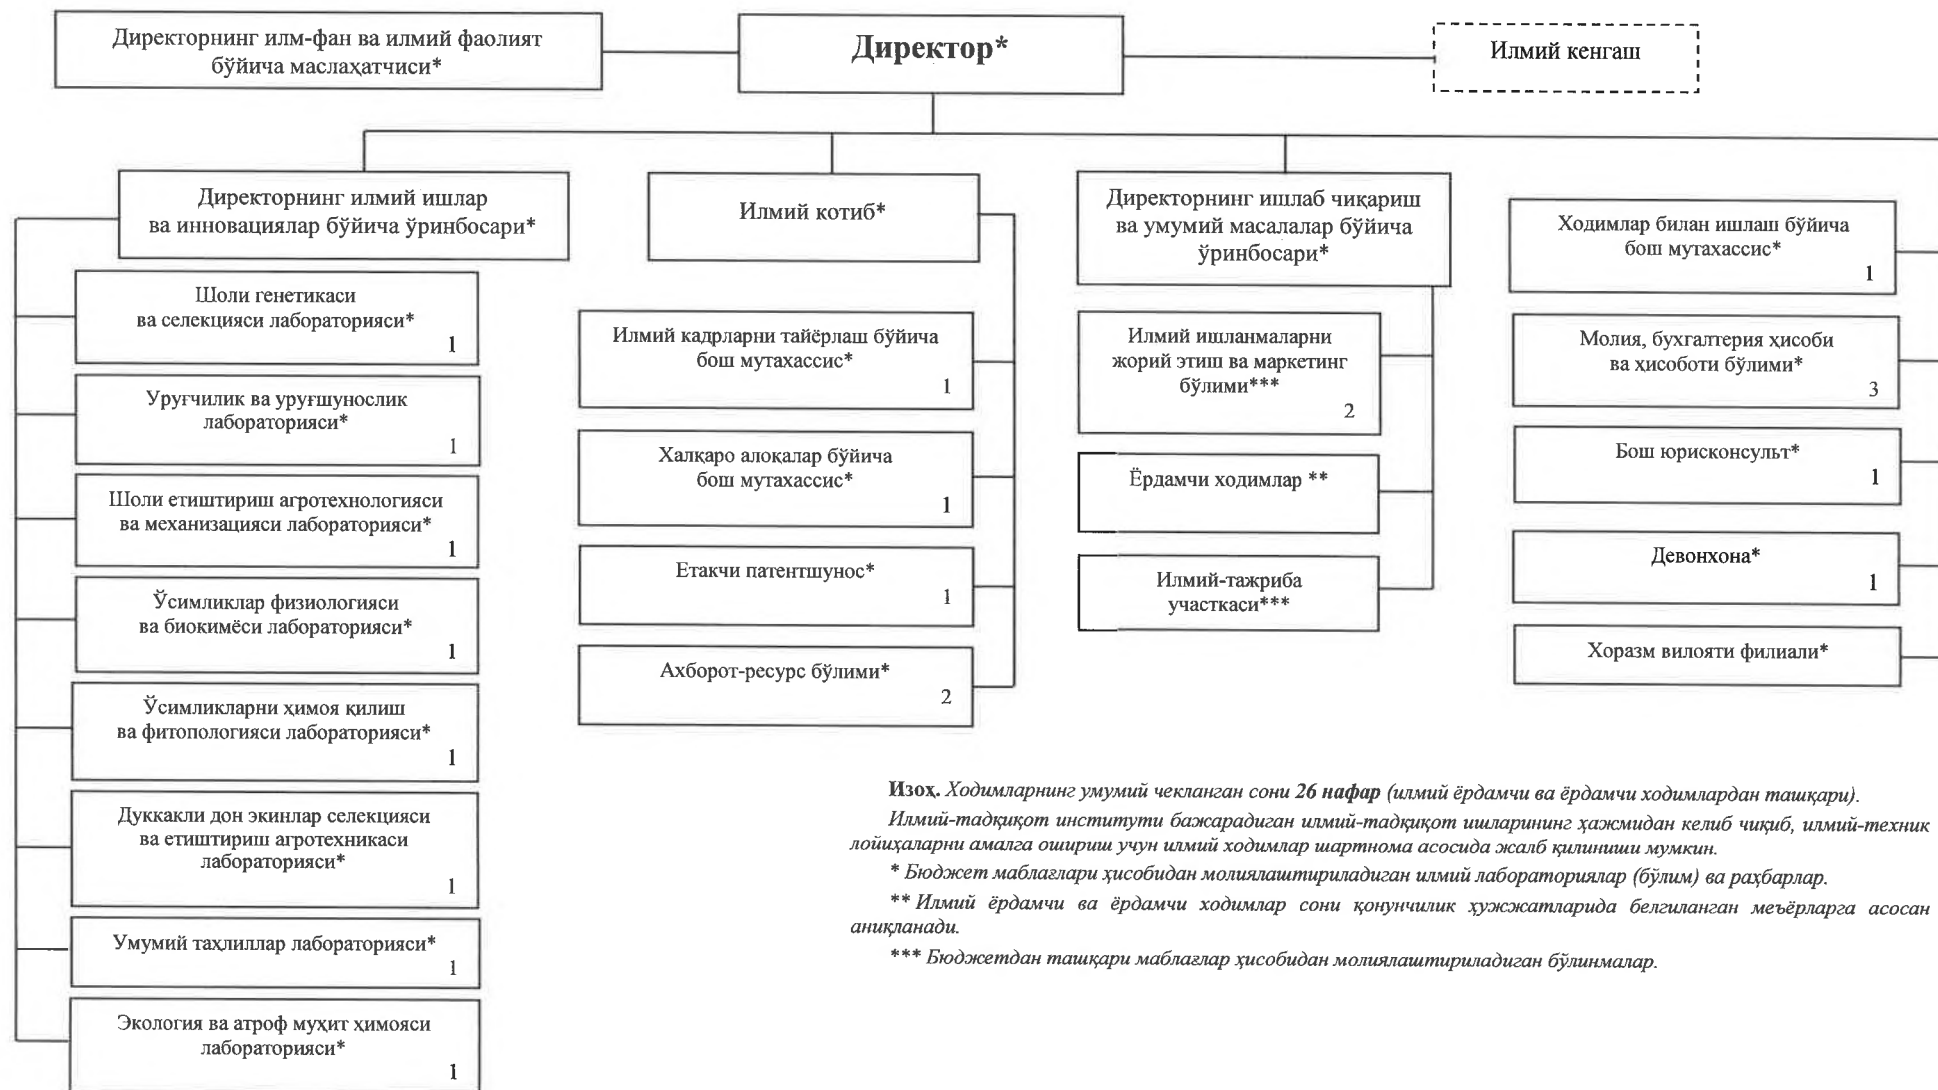 Директорнинг илм-фан ва илмий фаолият
бўйича маслаҳатчиси*
Директор*
Илмий кенгаш
Директорнинг илмий ишлар
ва инновациялар бўйича ўринбосари*
Шоли генетикаси
ва селекцияси лабораторияси*
1
Уруғчилик ва уруғшунослик
лабораторияси*
1
Шоли етиштириш агротехнологияси
ва механизацияси лабораторияси*
1
Ўсимликлар физиологияси
ва биокимёси лабораторияси*
1
Ўсимликларни ҳимоя қилиш
ва фитопологияси лабораторияси*
1
Дуккакли дон экинлар селекцияси
ва етиштириш агротехникаси
лабораторияси*
1
Умумий таҳлиллар лабораторияси*
1
Экология ва атроф муҳит ҳимояси
лабораторияси*
1
Илмий котиб*
Илмий кадрларни тайёрлаш бўйича
бош мутахассис*
1
Халқаро алоқалар бўйича
бош мутахассис*
1
Етакчи патентшунос*
1
Ахборот-ресурс бўлими*
2
Директорнинг ишлаб чиқариш
ва умумий масалалар бўйича
ўринбосари*
Илмий ишланмаларни
жорий этиш ва маркетинг
бўлими***
2
Ёрдамчи ходимлар **
Илмий-тажриба
участкаси***
Ходимлар билан ишлаш бўйича
бош мутахассис*
1
Молия, бухгалтерия ҳисоби
ва ҳисоботи бўлими*
3
Бош юрисконсульт*
1
Девонхона*
1
Хоразм вилояти филиали*
Изоҳ. Ходимларнинг умумий чекланган сони 26 нафар (илмий ёрдамчи ва ёрдамчи ходимлардан ташқари).
Илмий-тадқиқот институти бажарадиган илмий-тадқиқот ишларининг ҳажмидан келиб чиқиб, илмий-техник
лойиҳаларни амалга ошириш учун илмий ходимлар шартнома асосида жалб қилиниши мумкин.
* Бюджет маблағлари ҳисобидан молиялаштириладиган илмий лабораториялар (бўлим) ва раҳбарлар.
** Илмий ёрдамчи ва ёрдамчи ходимлар сони қонунчилик ҳужжатларида белгиланган меъёрларга асосан
аниқланади.
*** Бюджетдан ташқари маблағлар ҳисобидан молиялаштириладиган бўлинмалар.